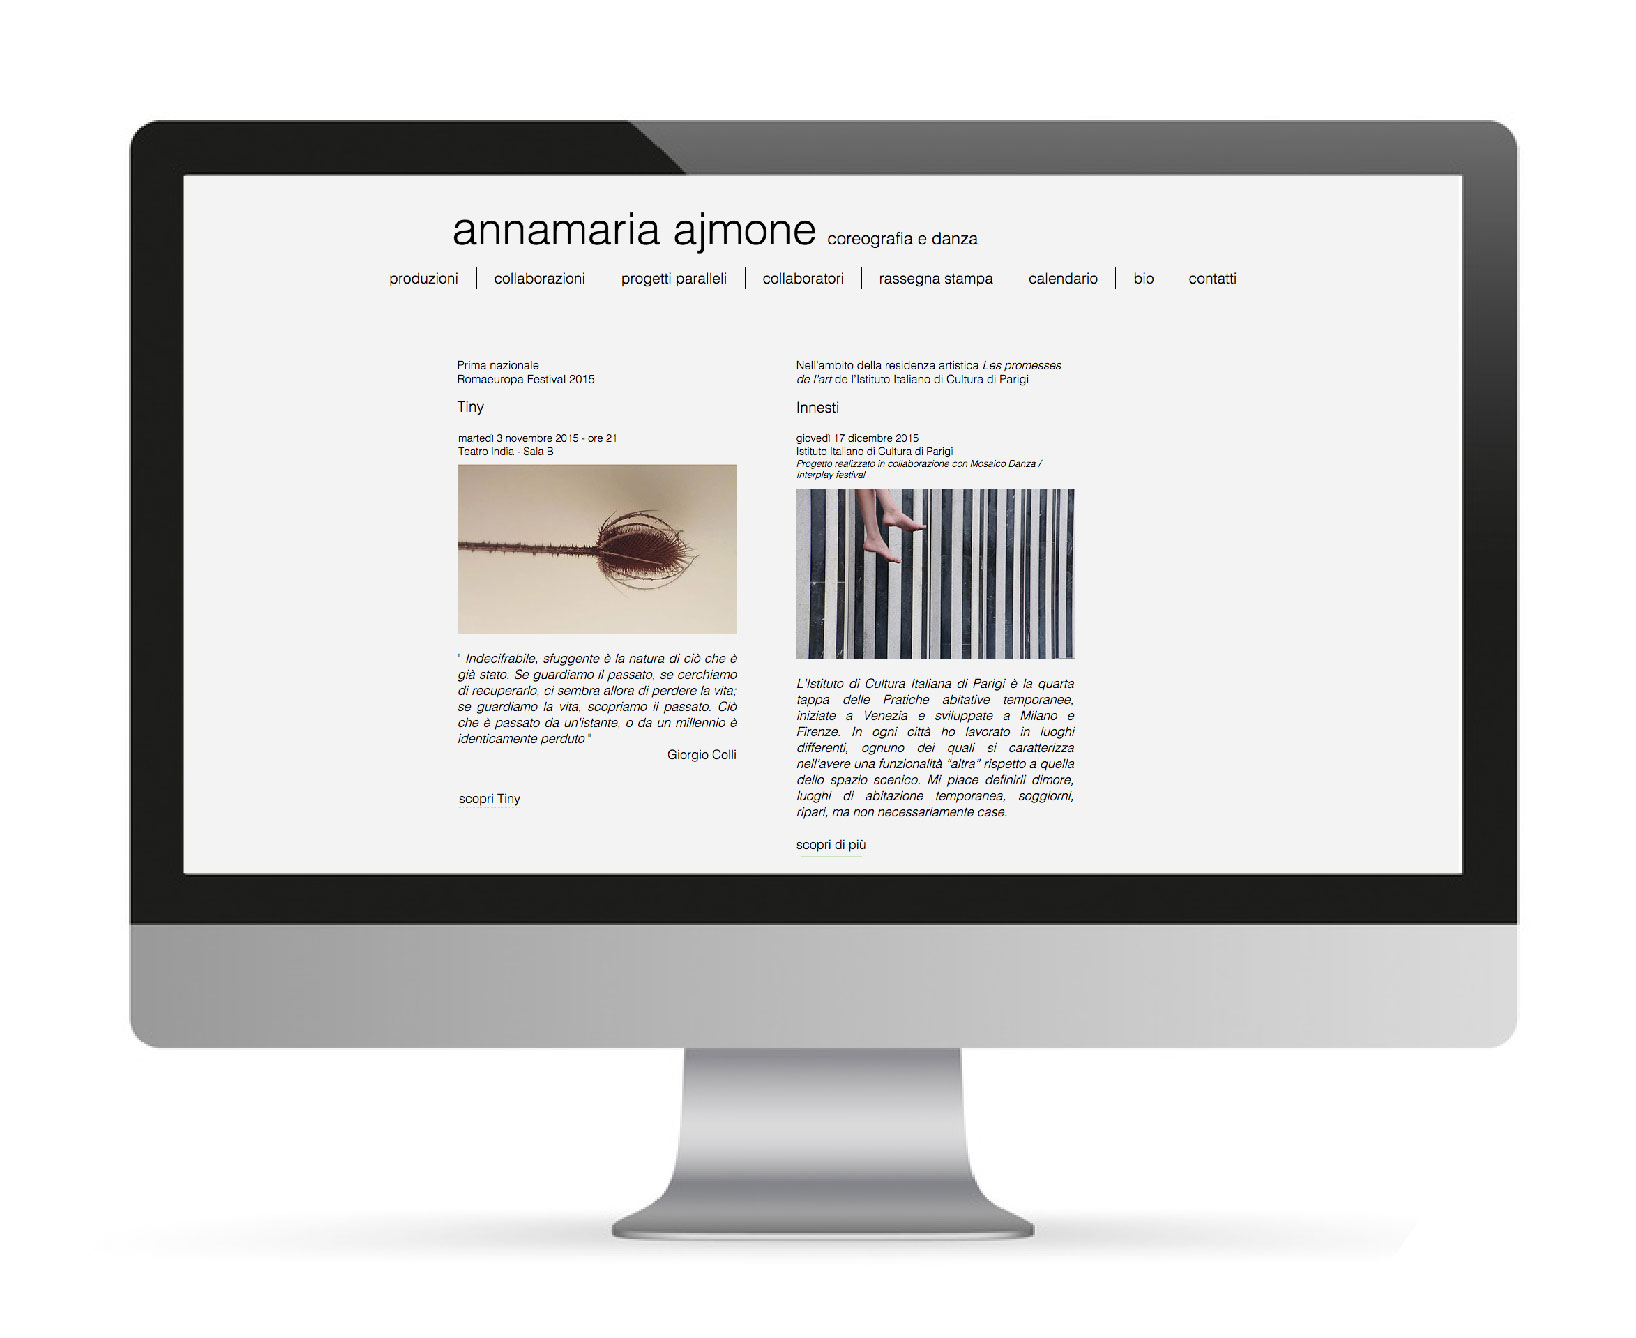 annamaria ajmone coreografia e danza
produzioni collaborazioni progetti paralleli collaboratori rassegna stampa calendario bio contatti
Prima nazionale
Romaeuropa Festival 2015
Tiny
martedì 3 novembre 2015 - ore 21
Teatro India - Sala B
" Indecifrabile, sfuggente è la natura di ciò che è
già stato. Se guardiamo il passato, se cerchiamo
di recuperarlo, ci sembra allora di perdere la vita;
se guardiamo la vita, scopriamo il passato. Ciò
che è passato da un'istante, o da un millennio è
identicamente perduto"
Giorgio Colli
scopri Tiny
Nell'ambito della residenza artistica Les promesses
de l'art de l'Istituto Italiano di Cultura di Parigi
Innesti
giovedì 17 dicembre 2015
Istituto Italiano di Cultura di Parigi
Progetto realizzato in collaborazione con Mosaico Danza /
Interplay festival
L'Istituto di Cultura Italiana di Parigi è la quarta
tappa delle Pratiche abitative temporanee,
iniziate a Venezia e sviluppate a Milano e
Firenze. In ogni città ho lavorato in luoghi
differenti, ognuno dei quali si caratterizza
nell'avere una funzionalità "altra" rispetto a quella
dello spazio scenico. Mi piace definirli dimore,
luoghi di abitazione temporanea, soggiorni,
ripari, ma non necessariamente case.
scopri di più